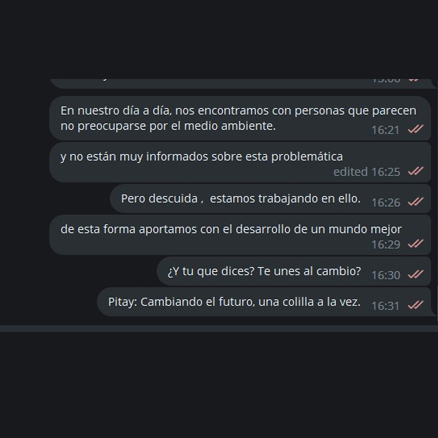 En nuestro día a día, nos encontramos con personas que parecen
no preocuparse por el medio ambiente.
16:21
y no están muy informados sobre esta problemática
edited 16:25
Pero descuida , estamos trabajando en ello.
16:26
de esta forma aportamos con el desarrollo de un mundo mejor
16:29
¿Y tu que dices? Te unes al cambio?
16:30
Pitay: Cambiando el futuro, una colilla a la vez.
16:31